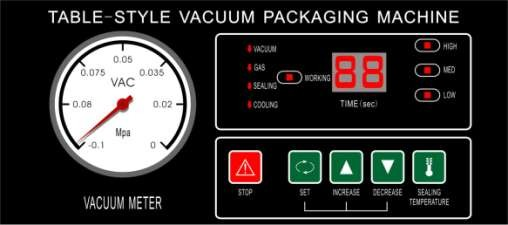 TABLE-STYLE VACUUM PACKAGING MACHINE
0.05
0.075
0.035
VAC
0.08
0.02
Mpa
-0.1
0
VACUUM METER
VACUUM
GAS
SEALING
COOLING
WORKING
88
TIME(sec)
HIGH
MED
LOW
STOP
SET
INCREASE
DECREASE
SEALING
TEMPERATURE